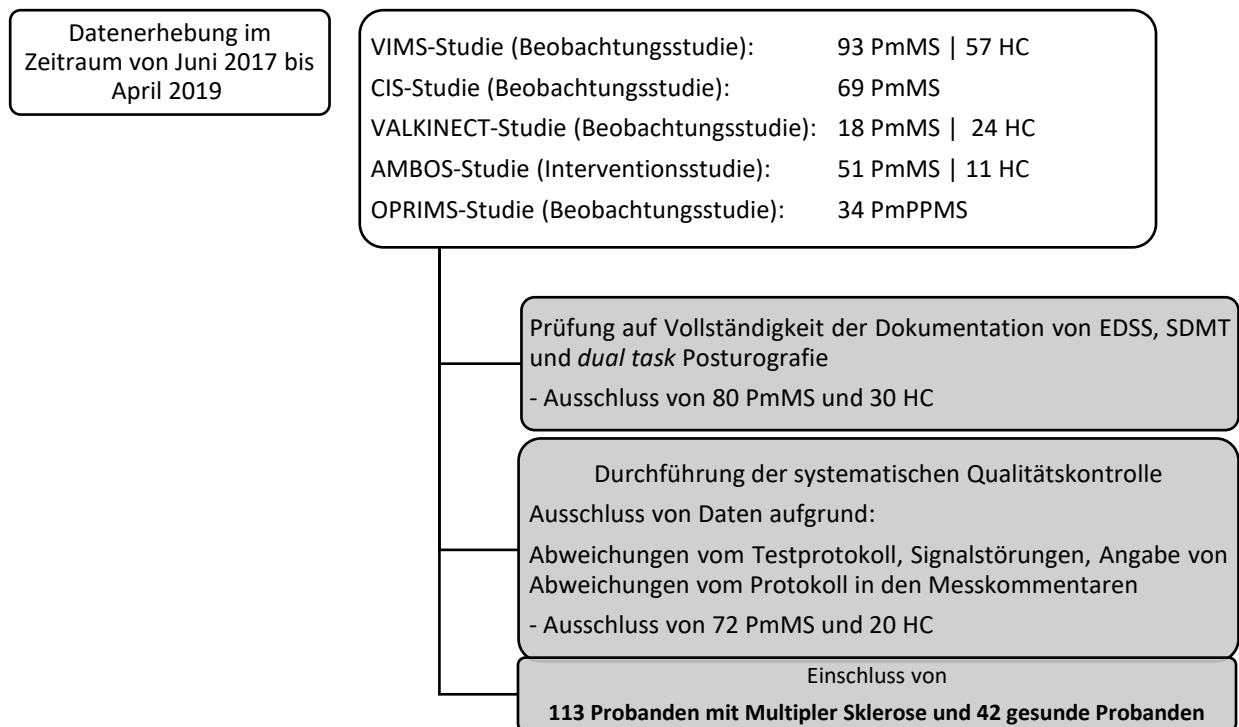 Datenerhebung im
Zeitraum von Juni 2017 bis
April 2019
VIMS-Studie (Beobachtungsstudie): 93 PmMS | 57 HC
CIS-Studie (Beobachtungsstudie): 69 PmMS
VALKINECT-Studie (Beobachtungsstudie): 18 PmMS | 24 HC
AMBOS-Studie (Interventionsstudie): 51 PmMS | 11 HC
OPRIMS-Studie (Beobachtungsstudie): 34 PmPPMS
Prüfung auf Vollständigkeit der Dokumentation von EDSS, SDMT
und dual task Posturografie
- Ausschluss von 80 PmMS und 30 HC
Durchführung der systematischen Qualitätskontrolle
Ausschluss von Daten aufgrund:
Abweichungen vom Testprotokoll, Signalstörungen, Angabe von
Abweichungen vom Protokoll in den Messkommentaren
- Ausschluss von 72 PmMS und 20 HC
Einschluss von
113 Probanden mit Multipler Sklerose und 42 gesunde Probanden